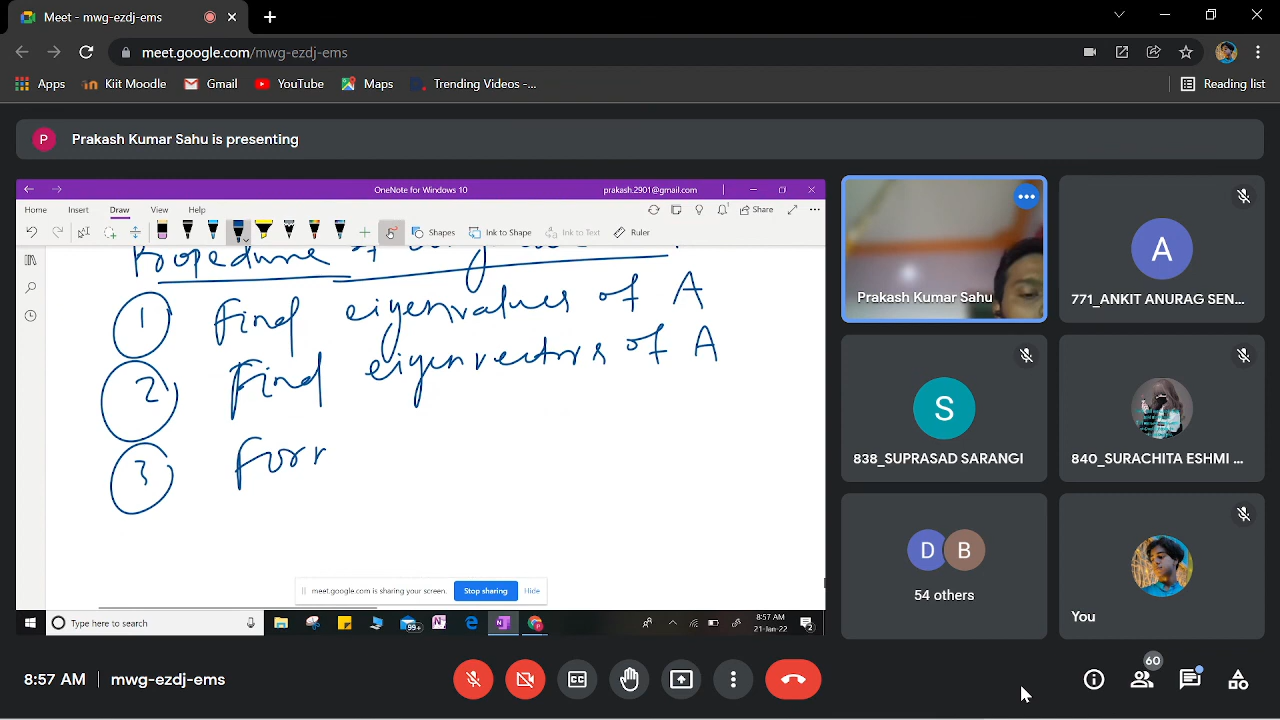 Meet - mwg-ezdj-ems
meet.google.com/mwg-ezdj-ems
Apps Kiit Moodle Gmail YouTube Maps Trending Videos -... Reading list
P Prakash Kumar Sahu is presenting
OneNote for Windows 10 prakash.2901@gmail.com
Home Insert Draw View Help Share
Shapes Ink to Shape Ink to Text Ruler
of
1 Find eigenvalues of A
2 Find eigenvectors of A
3 Forr
meet.google.com is sharing your screen. Stop sharing Hide
Type here to search 99+ 8:57 AM
21-Jan-22 2
Prakash Kumar Sahu
A
771_ANKIT ANURAG SEN...
S
838_SUPRASAD SARANGI
840_SURACHITA ESHMI ...
D B
54 others
You
8:57 AM mwg-ezdj-ems 60